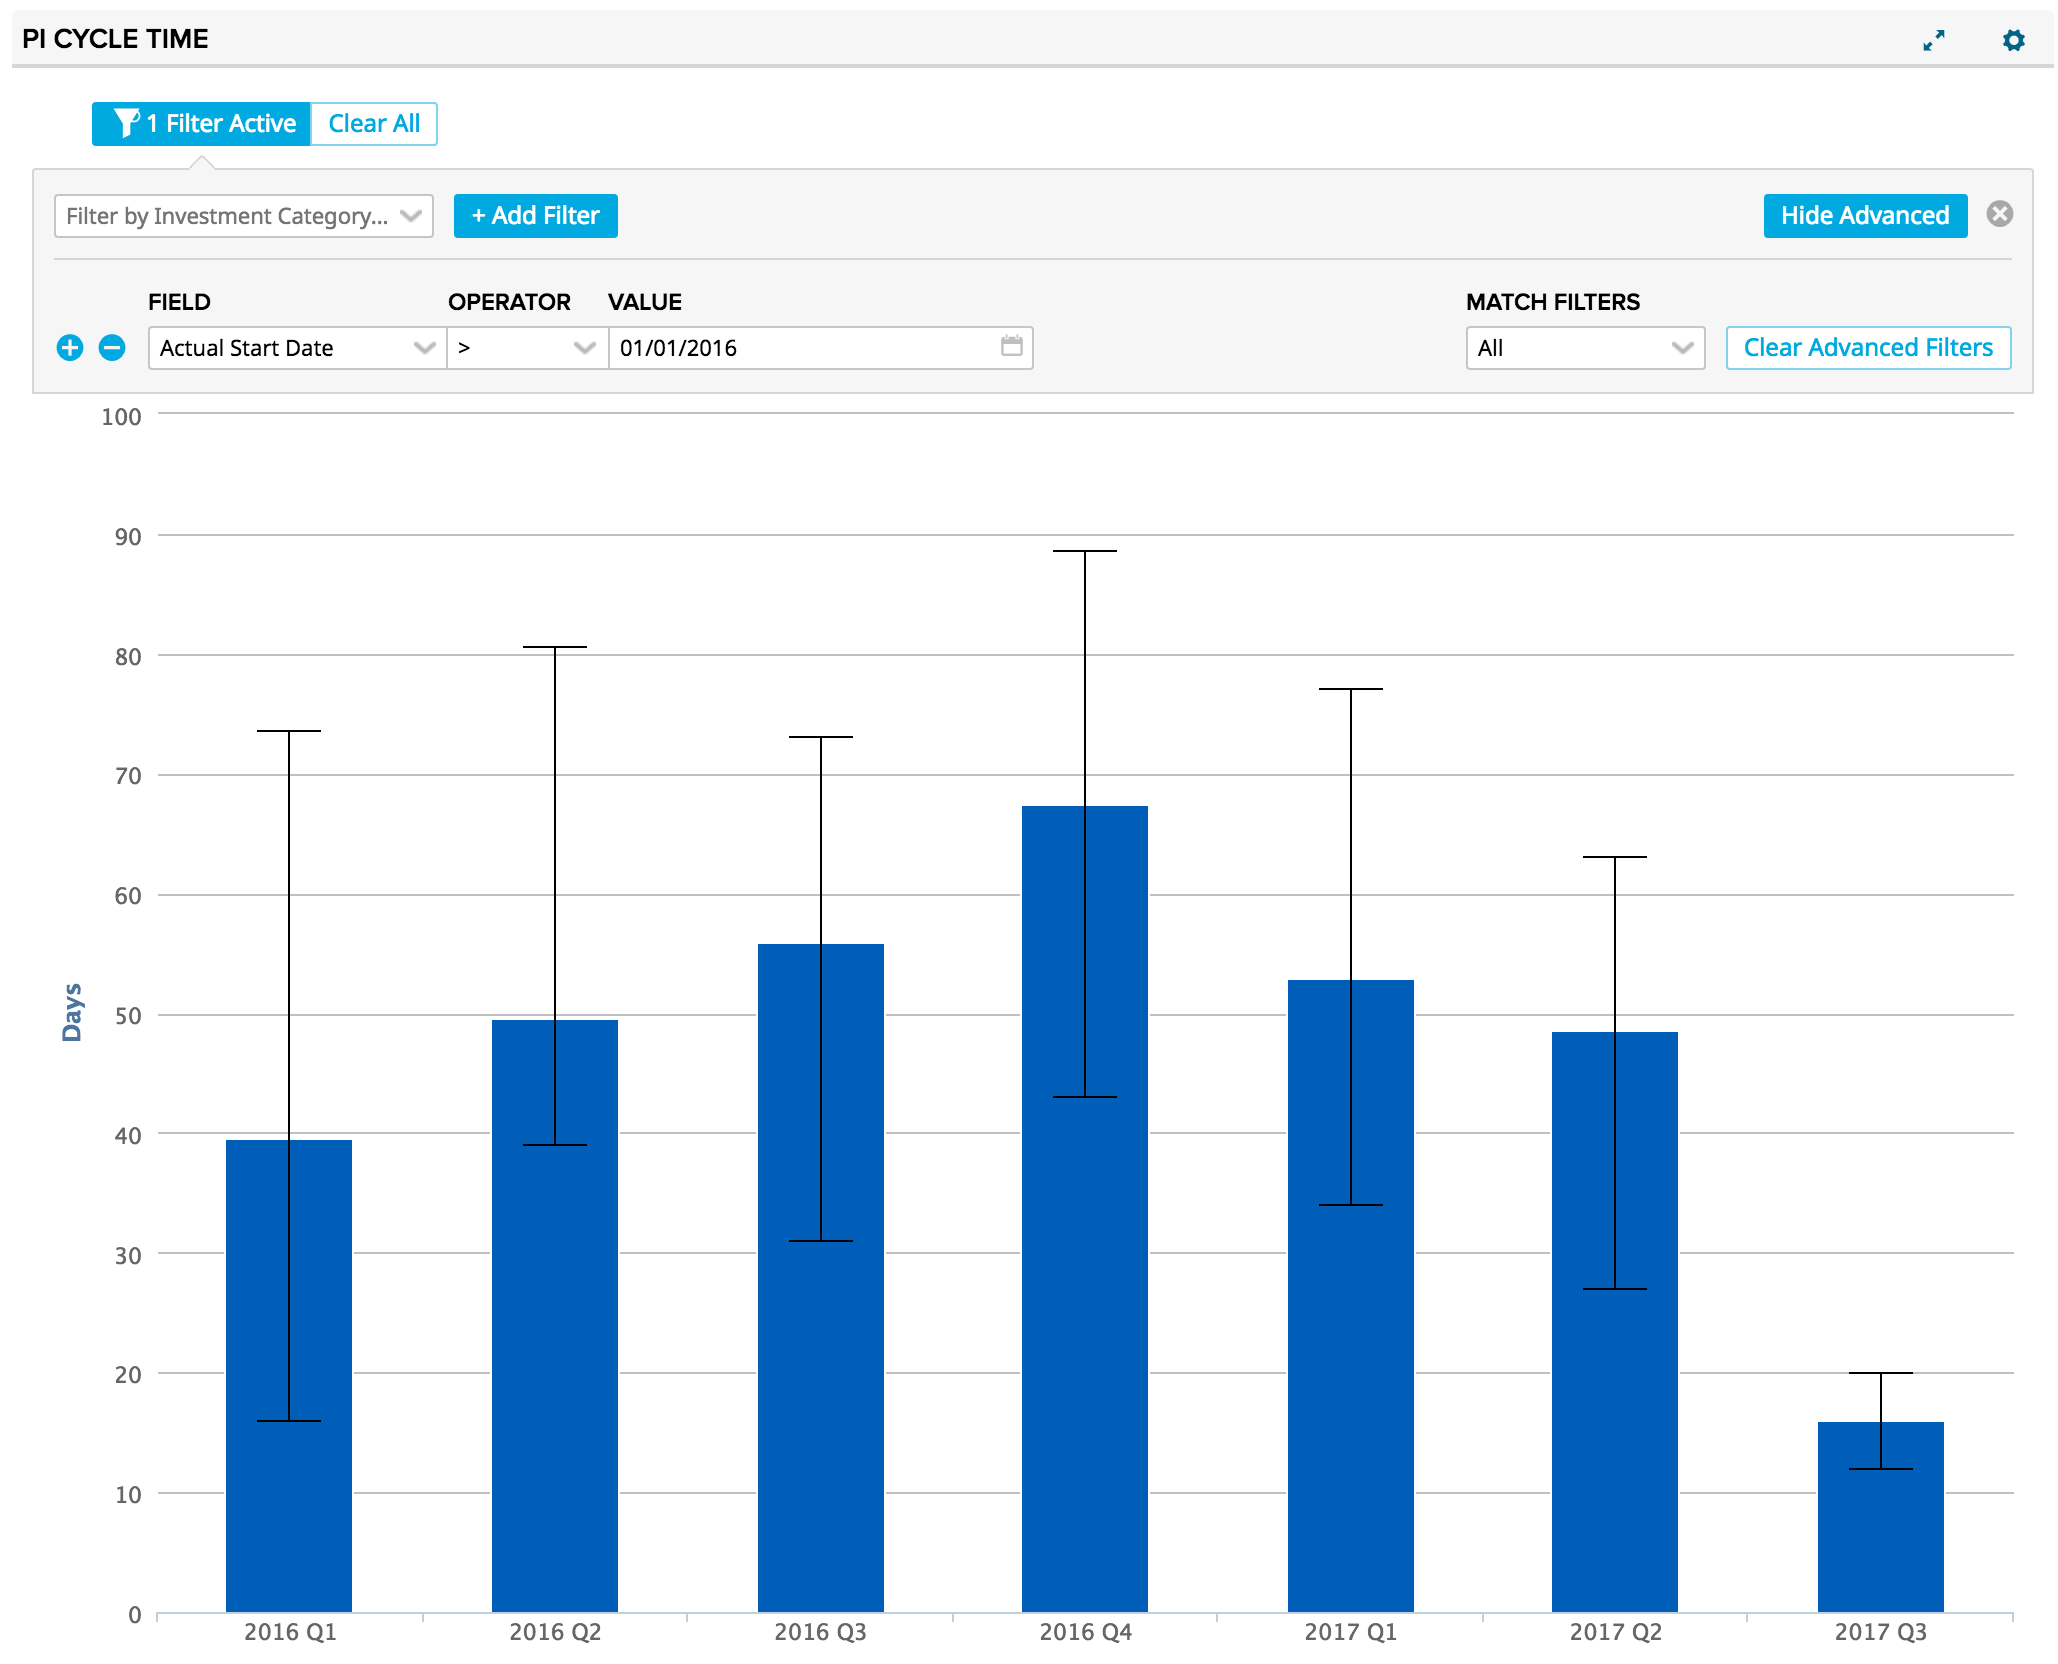 PI CYCLE TIME
1 Filter Active Clear All
Filter by Investment Category... + Add Filter Hide Advanced
FIELD OPERATOR VALUE MATCH FILTERS
Actual Start Date > 01/01/2016 All Clear Advanced Filters
100
90
80
70
60
50
40
30
20
10
0
Days
2016 Q1 2016 Q2 2016 Q3 2016 Q4 2017 Q1 2017 Q2 2017 Q3